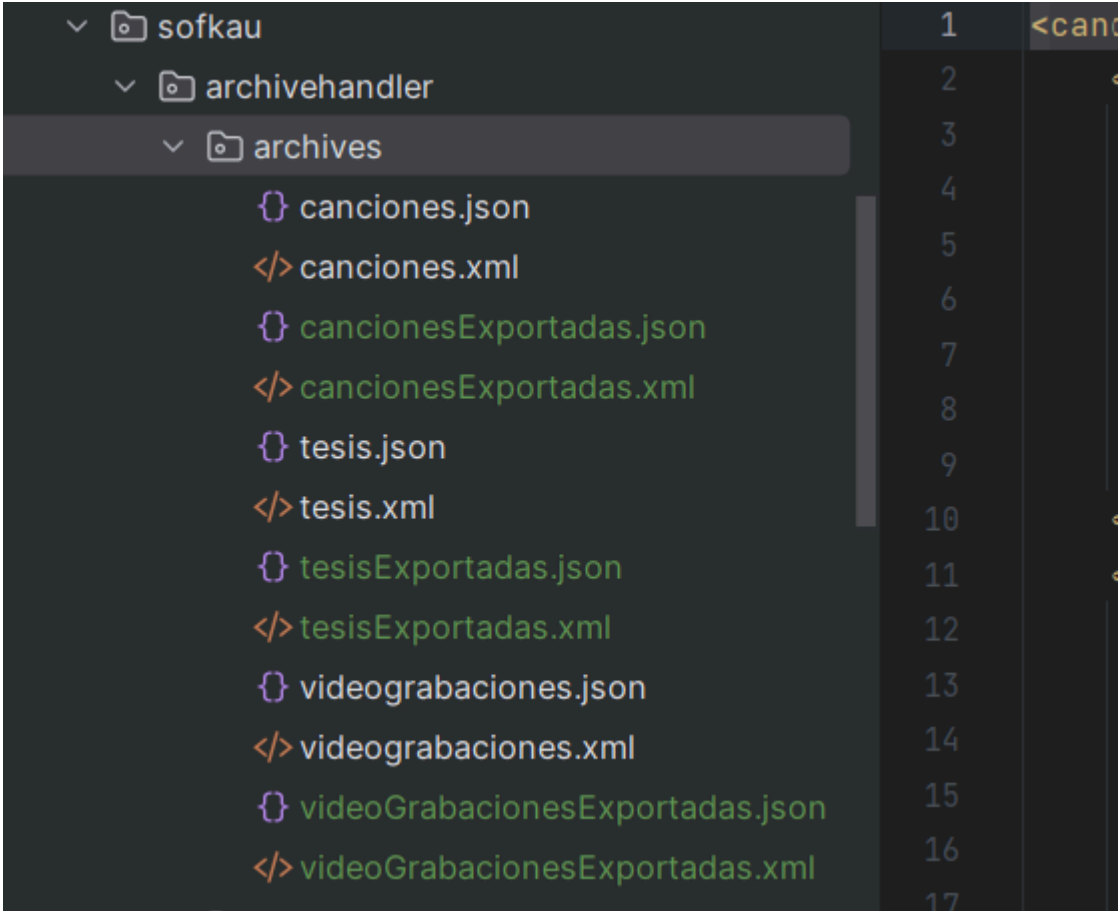 sofkau
archivehandler
archives
{} canciones.json
</> canciones.xml
{} cancionesExportadas.json
</> cancionesExportadas.xml
{} tesis.json
</> tesis.xml
{} tesisExportadas.json
</> tesisExportadas.xml
{} videograbaciones.json
</> videograbaciones.xml
{} videoGrabacionesExportadas.json
</> videoGrabacionesExportadas.xml
1 <canc
2 <
3
4
5
6
7
8
9
10 <
11 <
12
13
14
15
16
17